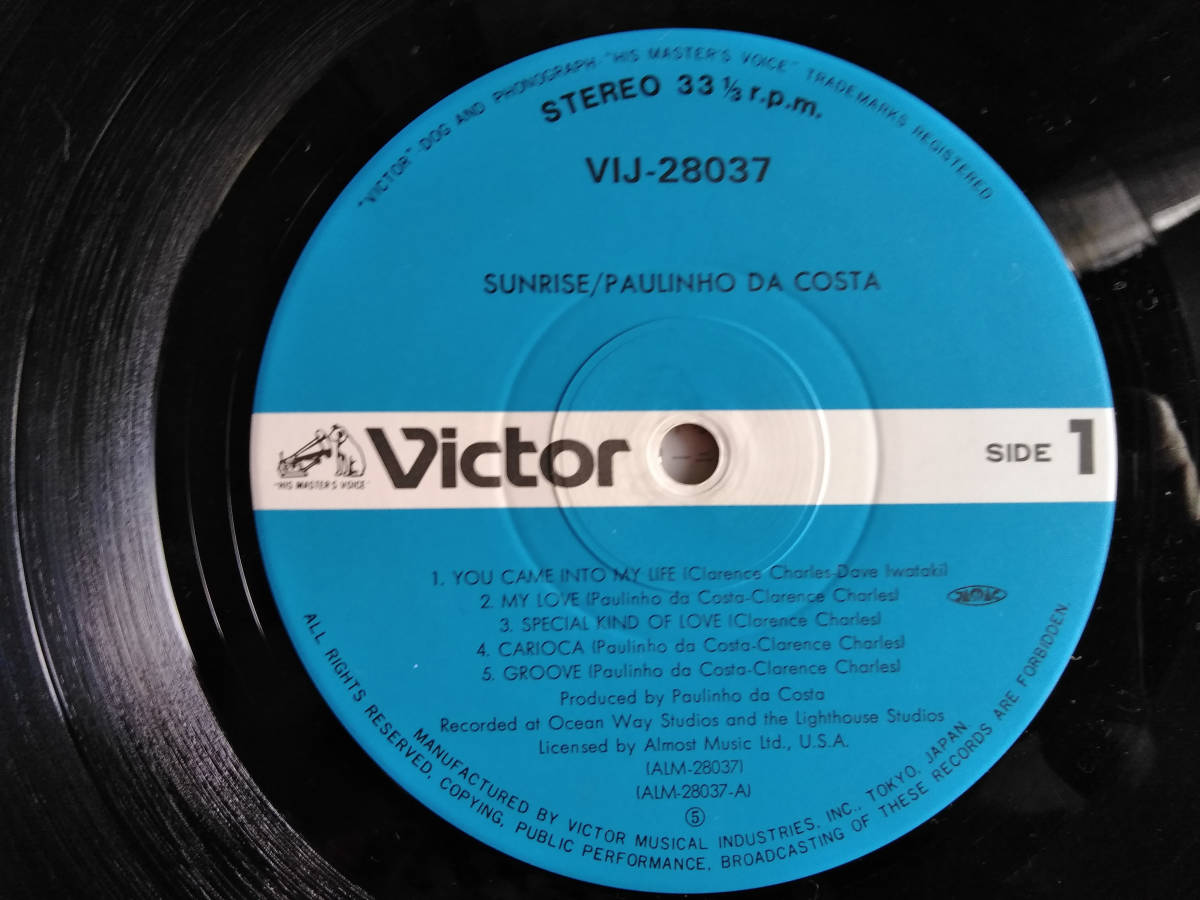 "VICTOR" DOG AND PHONOGRAPH "HIS MASTER'S VOICE" TRADEMARKS REGISTERED
STEREO 33 ⅓ r.p.m.
VIJ-28037
SUNRISE/PAULINHO DA COSTA
"HIS MASTER'S VOICE"
Victor
SIDE 1
1. YOU CAME INTO MY LIFE (Clarence Charles-Dave Iwataki)
2. MY LOVE (Paulinho da Costa-Clarence Charles)
3. SPECIAL KIND OF LOVE (Clarence Charles)
4. CARIOCA (Paulinho da Costa-Clarence Charles)
5. GROOVE (Paulinho da Costa-Clarence Charles)
Produced by Paulinho da Costa
Recorded at Ocean Way Studios and the Lighthouse Studios
Licensed by Almost Music Ltd., U.S.A.
(ALM-28037)
(ALM-28037-A)
⑤
MANUFACTURED BY VICTOR MUSICAL INDUSTRIES, INC., TOKYO, JAPAN.
ALL RIGHTS RESERVED, COPYING, PUBLIC PERFORMANCE, BROADCASTING OF THESE RECORDS ARE FORBIDDEN.